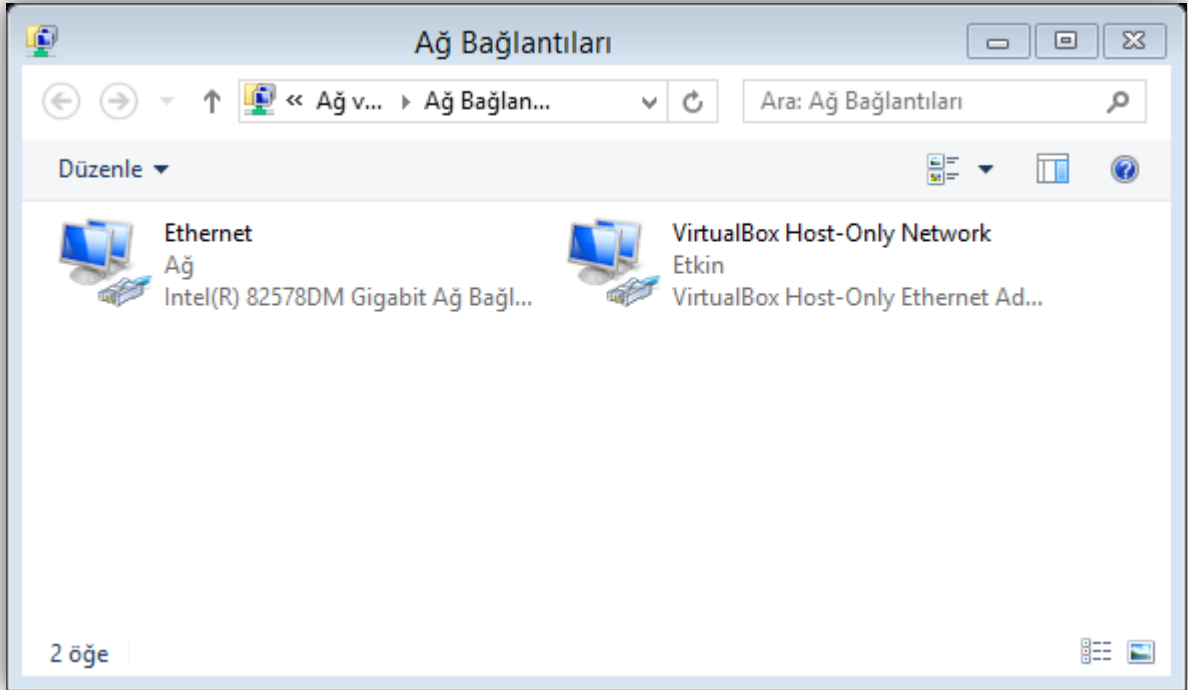 Ağ Bağlantıları
« Ağ v... Ağ Bağlan... Ara: Ağ Bağlantıları
Düzenle
Ethernet
Ağ
Intel(R) 82578DM Gigabit Ağ Bağl...
VirtualBox Host-Only Network
Etkin
VirtualBox Host-Only Ethernet Ad...
2 öğe